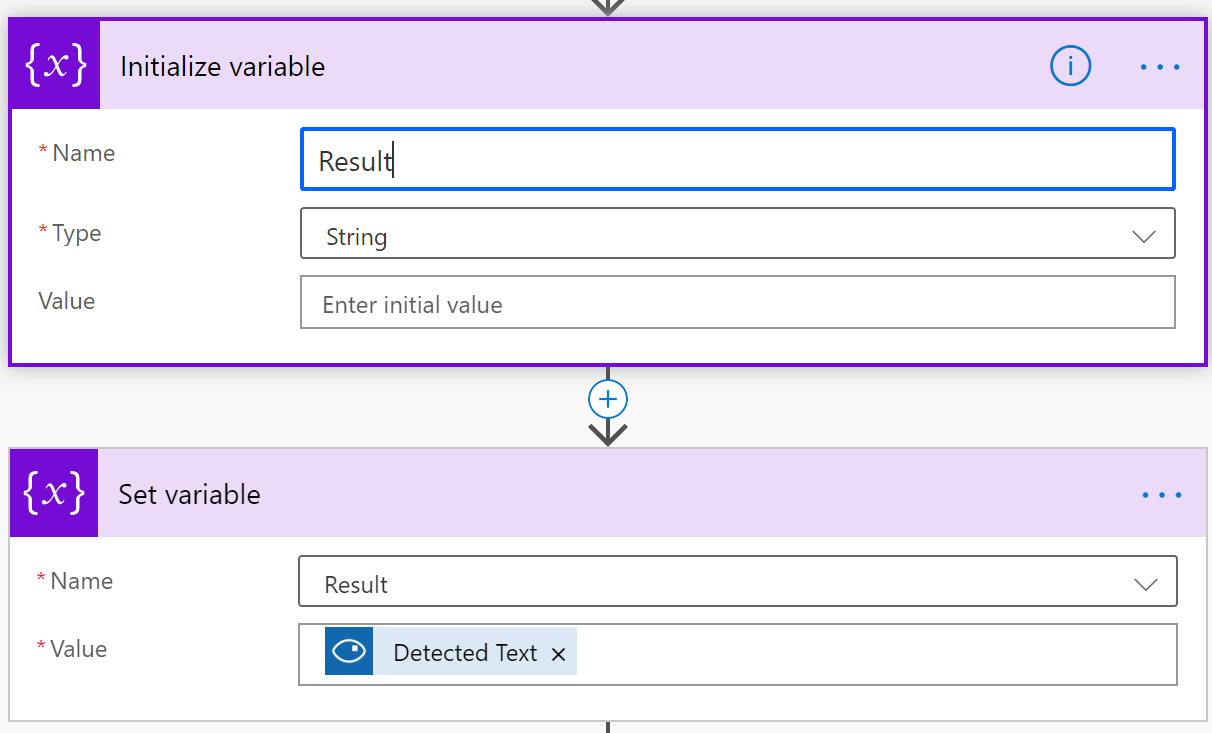 {x} Initialize variable i ...
* Name Result
* Type String
Value Enter initial value
{x} Set variable ...
* Name Result
* Value Detected Text ×